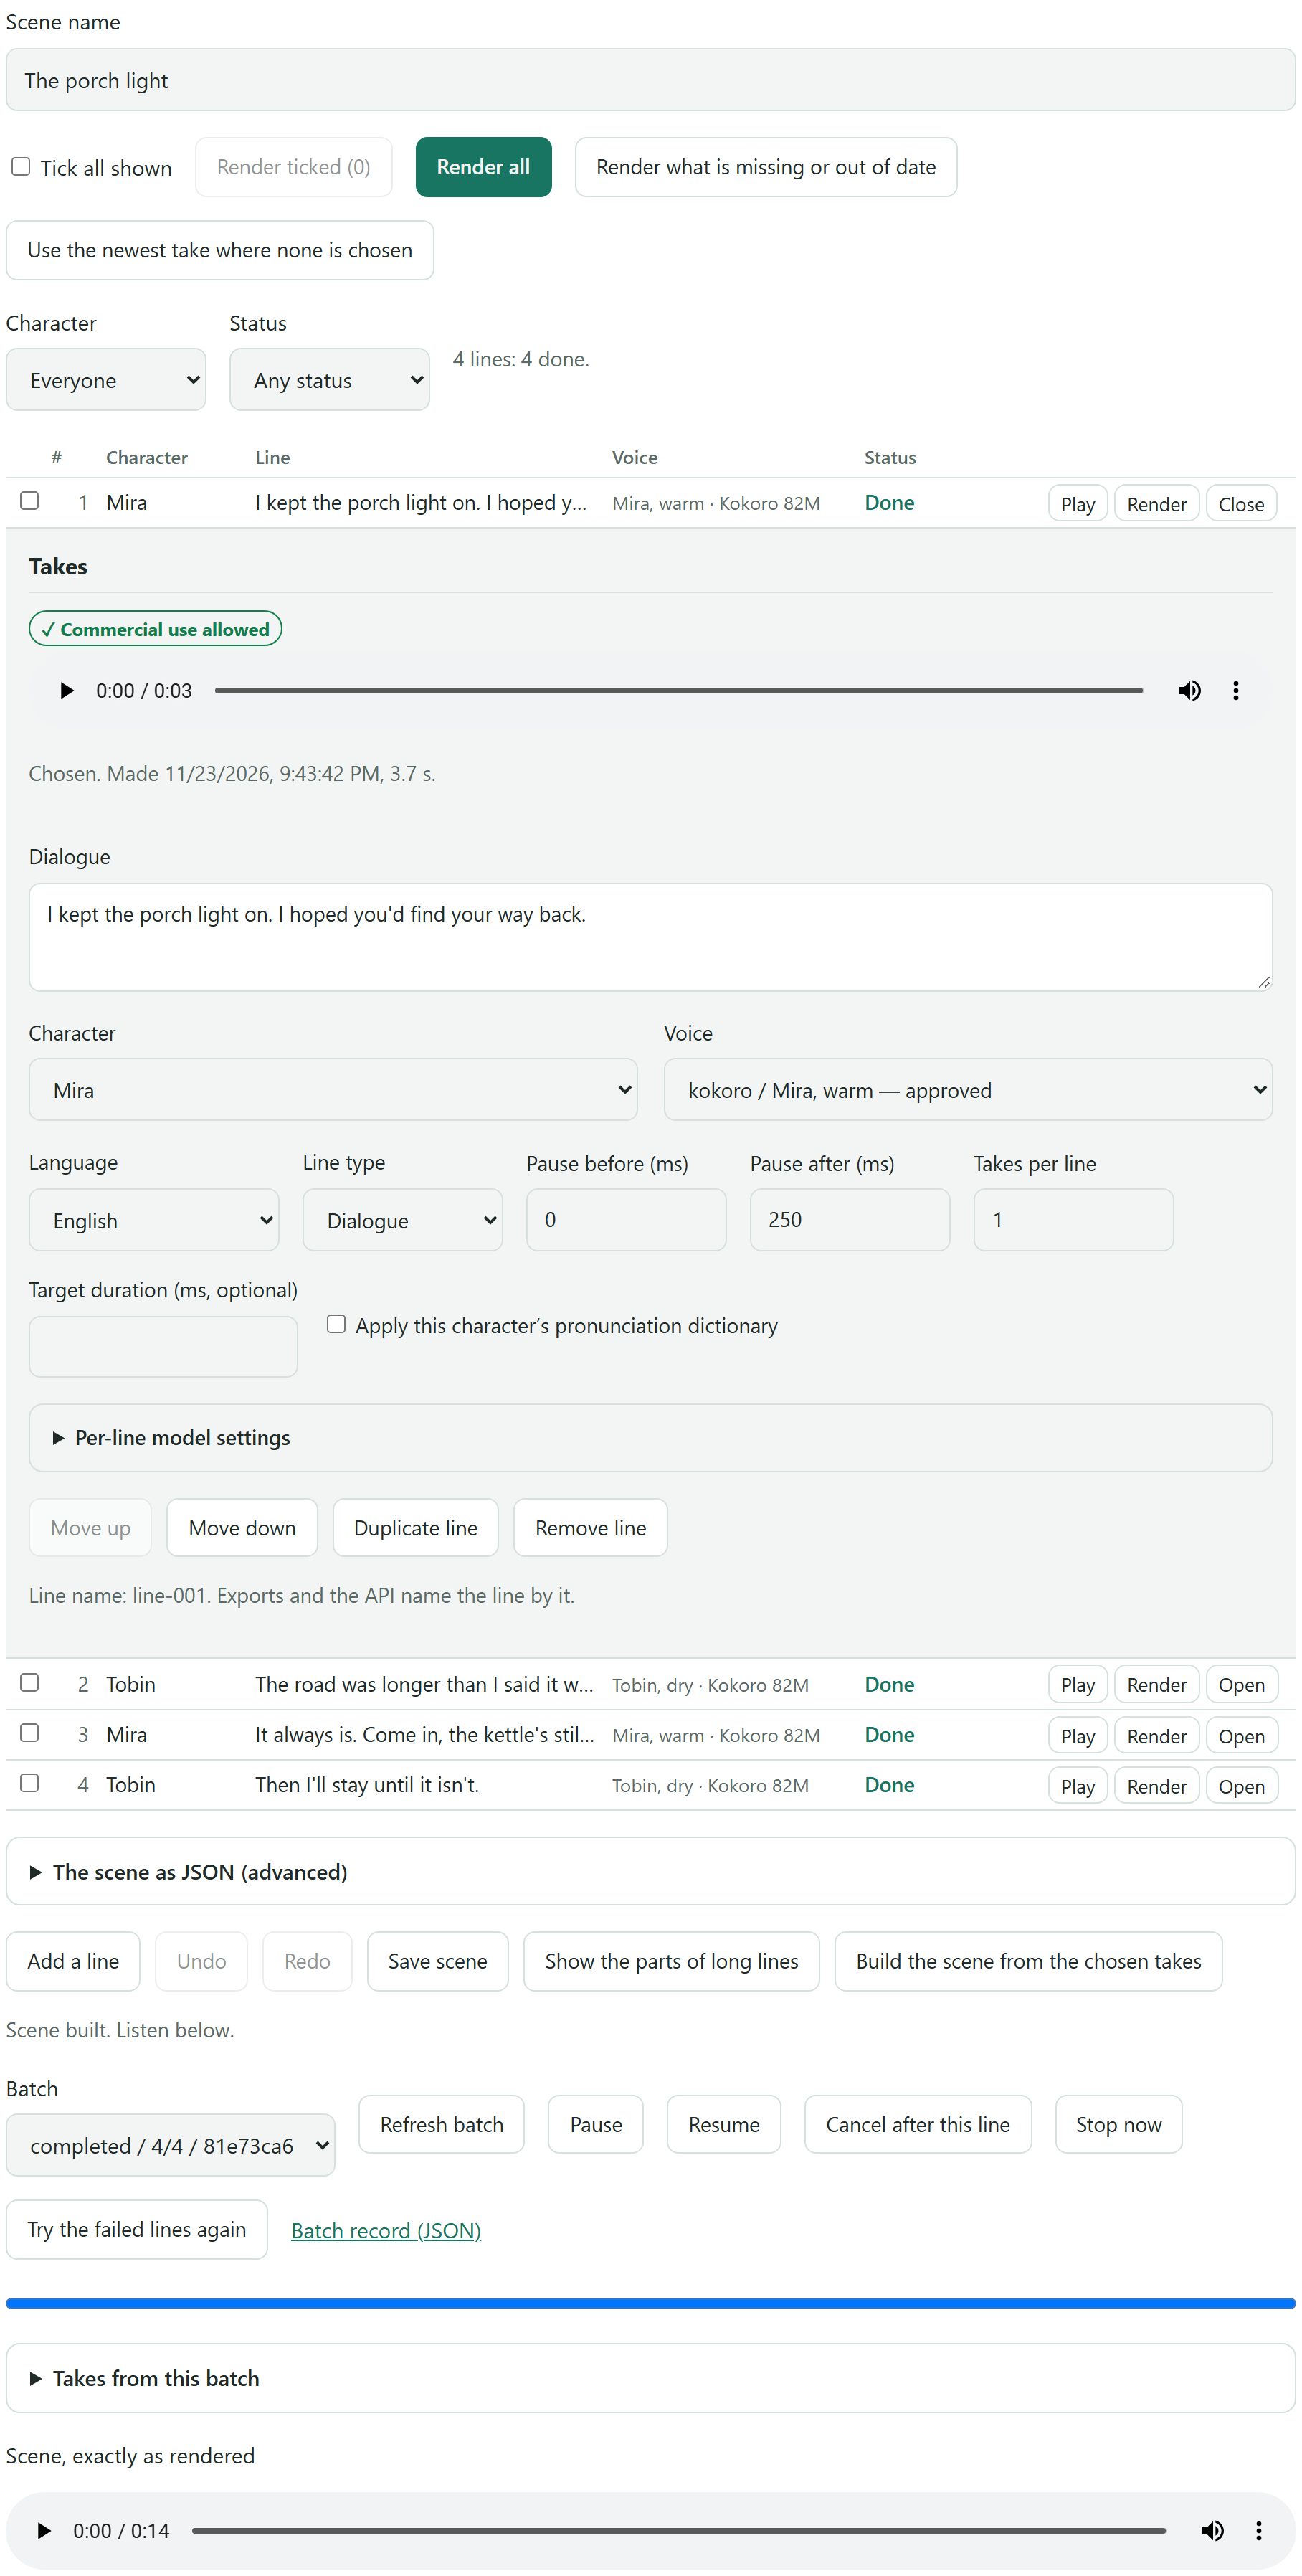 Scene name
The porch light
Tick all shown
Render ticked (0)
Render all
Render what is missing or out of date
Use the newest take where none is chosen
Character
Status
Everyone
Any status
4 lines: 4 done.
# Character Line Voice Status
1 Mira I kept the porch light on. I hoped y... Mira, warm · Kokoro 82M Done Play Render Close
Takes
✓ Commercial use allowed
0:00 / 0:03
Chosen. Made 11/23/2026, 9:43:42 PM, 3.7 s.
Dialogue
I kept the porch light on. I hoped you'd find your way back.
Character
Voice
Mira
kokoro / Mira, warm — approved
Language
Line type
Pause before (ms)
Pause after (ms)
Takes per line
English
Dialogue
0
250
1
Target duration (ms, optional)
Apply this character’s pronunciation dictionary
Per-line model settings
Move up
Move down
Duplicate line
Remove line
Line name: line-001. Exports and the API name the line by it.
2 Tobin The road was longer than I said it w... Tobin, dry · Kokoro 82M Done Play Render Open
3 Mira It always is. Come in, the kettle's stil... Mira, warm · Kokoro 82M Done Play Render Open
4 Tobin Then I'll stay until it isn't. Tobin, dry · Kokoro 82M Done Play Render Open
The scene as JSON (advanced)
Add a line
Undo
Redo
Save scene
Show the parts of long lines
Build the scene from the chosen takes
Scene built. Listen below.
Batch
completed / 4/4 / 81e73ca6
Refresh batch
Pause
Resume
Cancel after this line
Stop now
Try the failed lines again
Batch record (JSON)
Takes from this batch
Scene, exactly as rendered
0:00 / 0:14